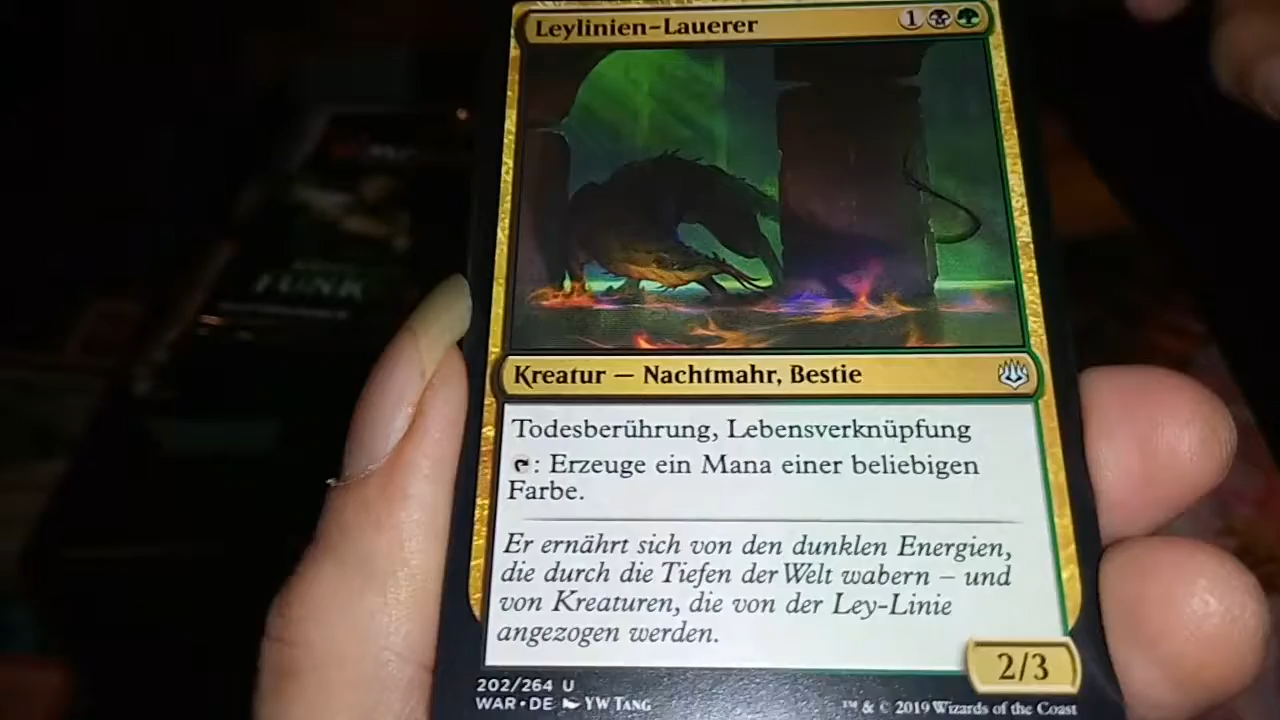 Leylinien-Lauerer 1
Kreatur — Nachtmahr, Bestie
Todesberührung, Lebensverknüpfung
: Erzeuge ein Mana einer beliebigen
Farbe.
Er ernährt sich von den dunklen Energien,
die durch die Tiefen der Welt wabern – und
von Kreaturen, die von der Ley-Linie
angezogen werden.
2/3
202/264 U
WAR • DE YW TANG
™ & © 2019 Wizards of the Coast